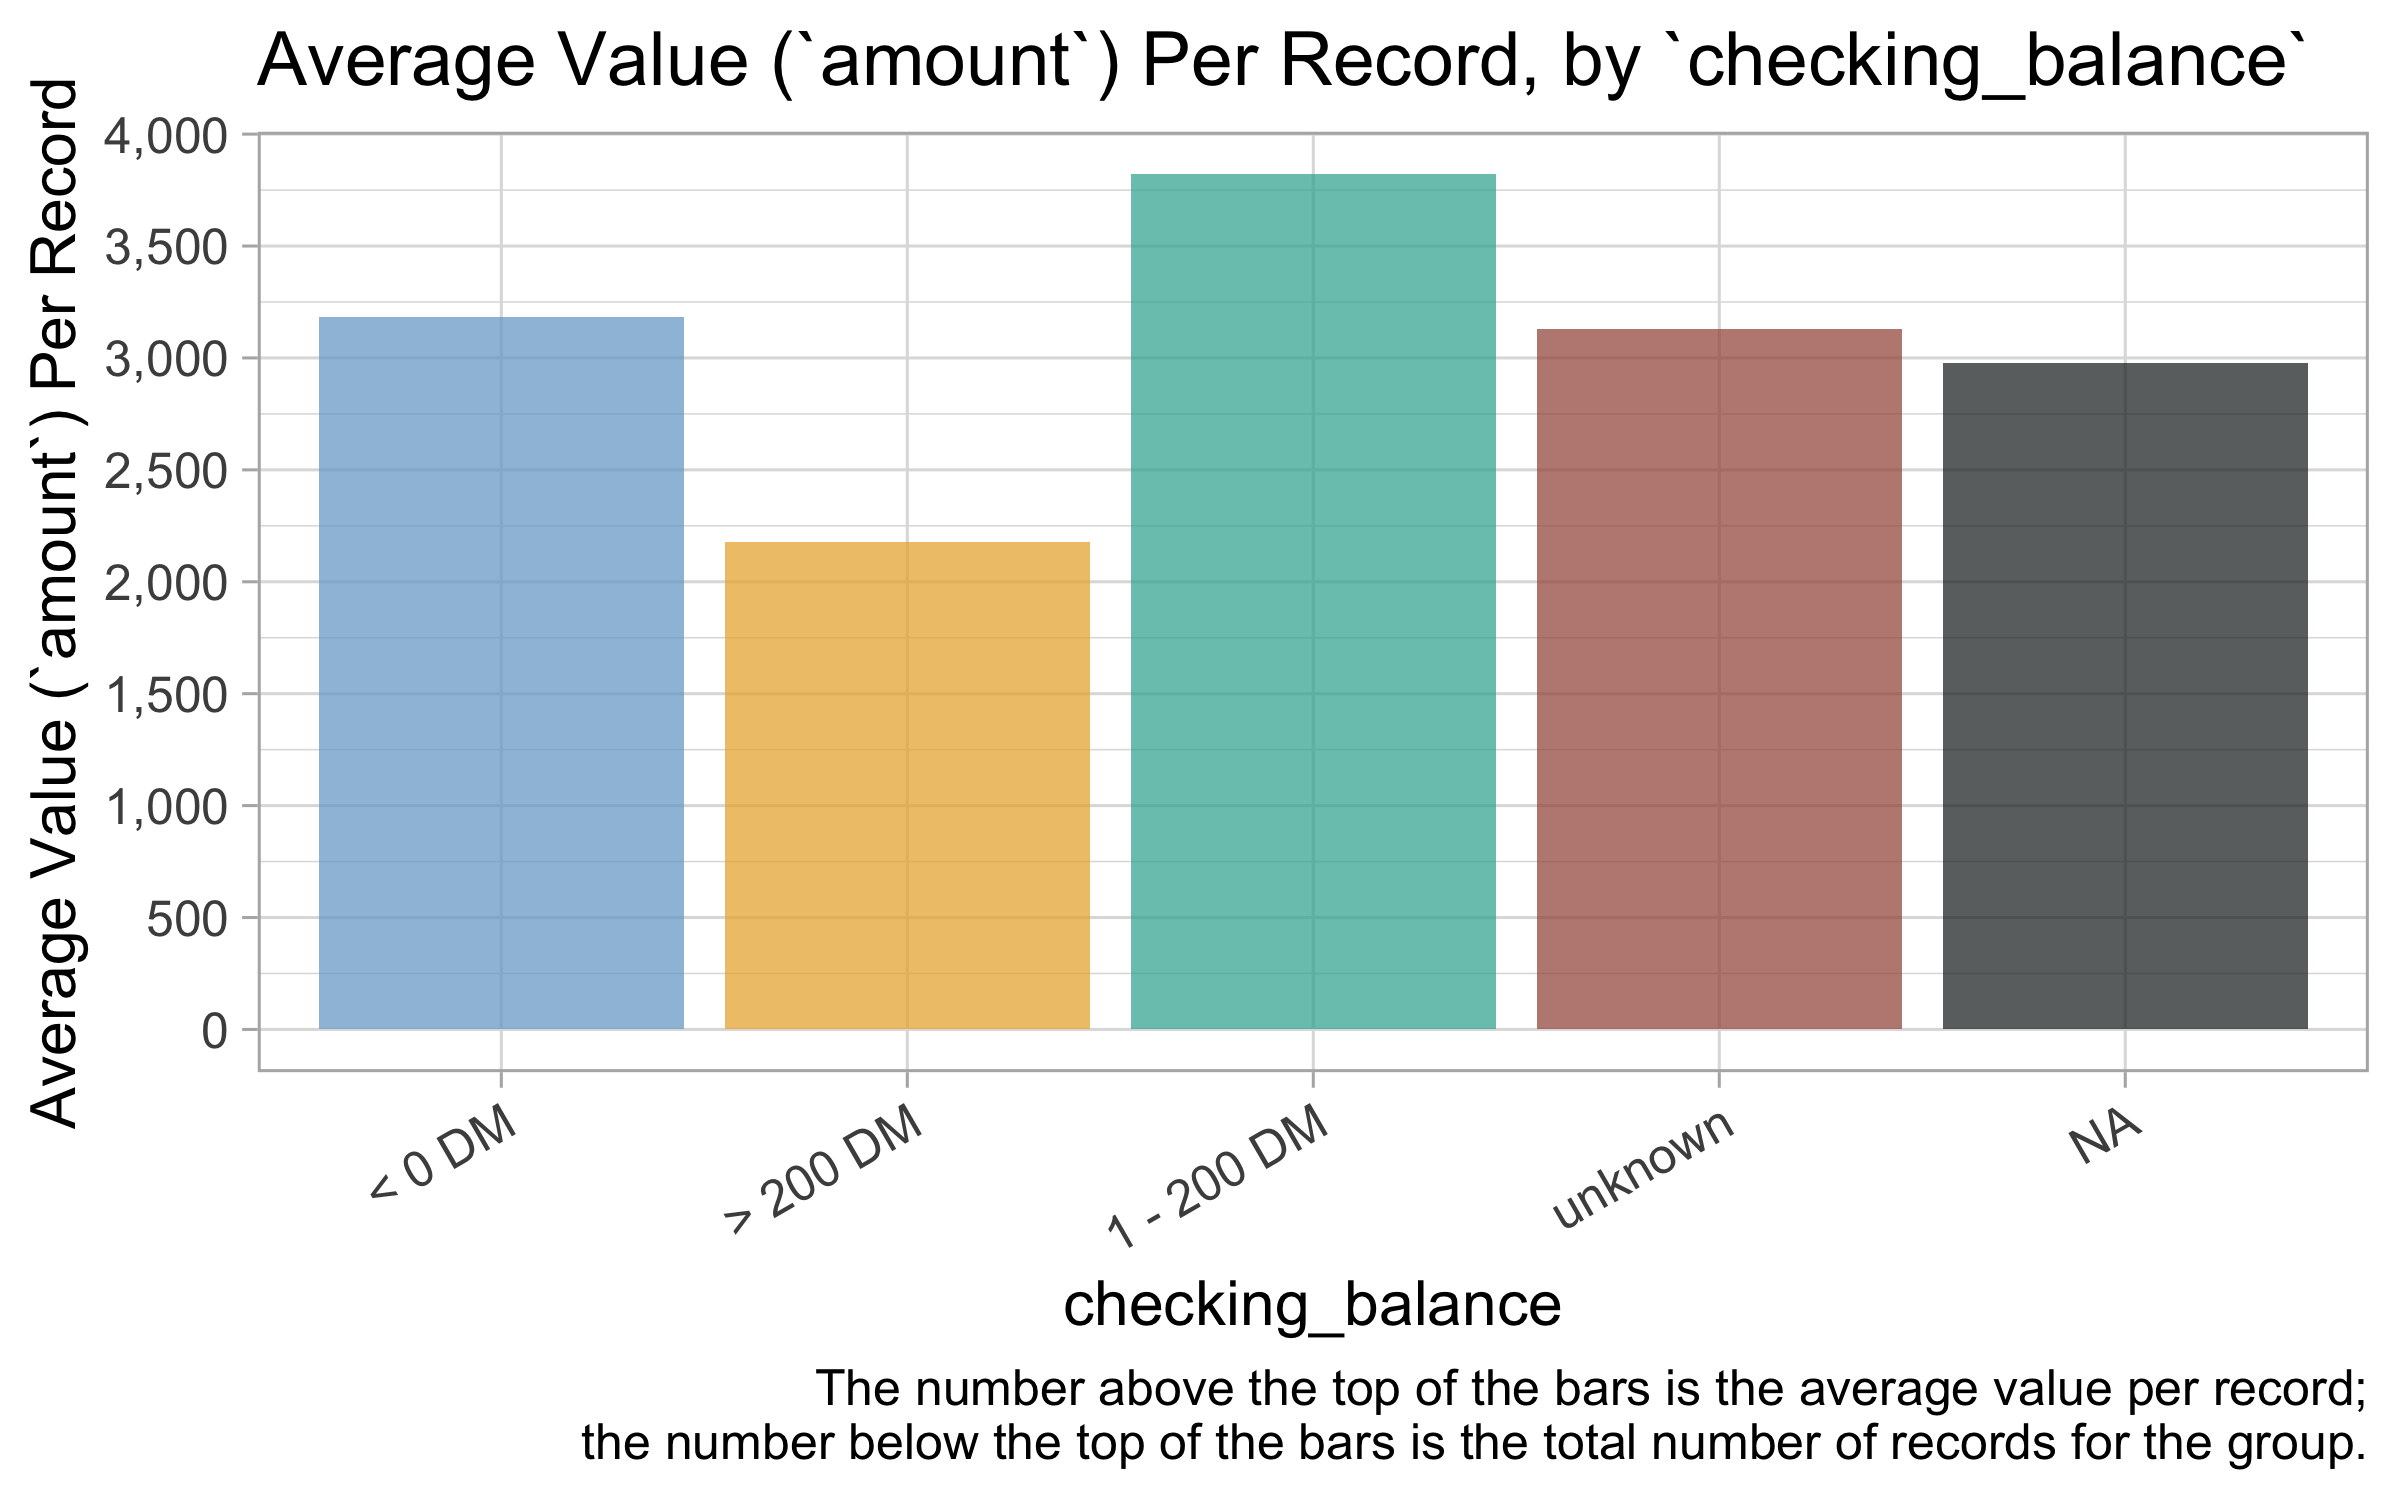 Average Value (`amount`) Per Record, by `checking_balance`
Average Value (`amount`) Per Record
4,000
3,500
3,000
2,500
2,000
1,500
1,000
500
0
< 0 DM
> 200 DM
1 - 200 DM
unknown
NA
checking_balance
The number above the top of the bars is the average value per record;
the number below the top of the bars is the total number of records for the group.